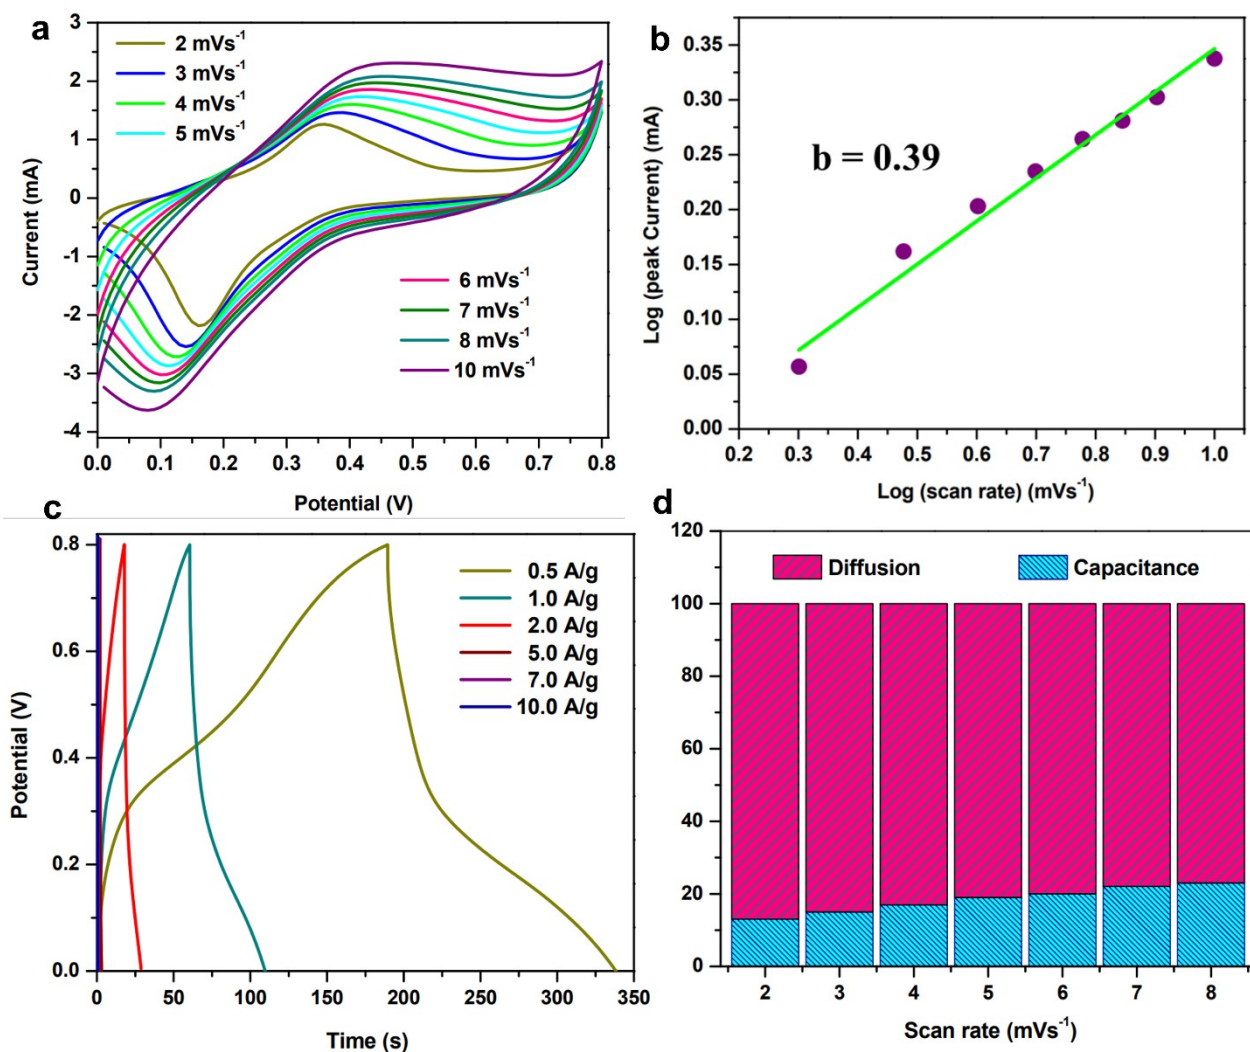 a
3
2
1
0
-1
-2
-3
-4
Current (mA)
2 mVs⁻¹
3 mVs⁻¹
4 mVs⁻¹
5 mVs⁻¹
6 mVs⁻¹
7 mVs⁻¹
8 mVs⁻¹
10 mVs⁻¹
0.0 0.1 0.2 0.3 0.4 0.5 0.6 0.7 0.8
Potential (V)
b
0.35
0.30
0.25
0.20
0.15
0.10
0.05
0.00
Log (peak Current) (mA)
b = 0.39
0.2 0.3 0.4 0.5 0.6 0.7 0.8 0.9 1.0
Log (scan rate) (mVs⁻¹)
c
0.8
0.6
0.4
0.2
0.0
Potential (V)
0.5 A/g
1.0 A/g
2.0 A/g
5.0 A/g
7.0 A/g
10.0 A/g
0 50 100 150 200 250 300 350
Time (s)
d
120
100
80
60
40
20
0
Diffusion Capacitance
2 3 4 5 6 7 8
Scan rate (mVs⁻¹)